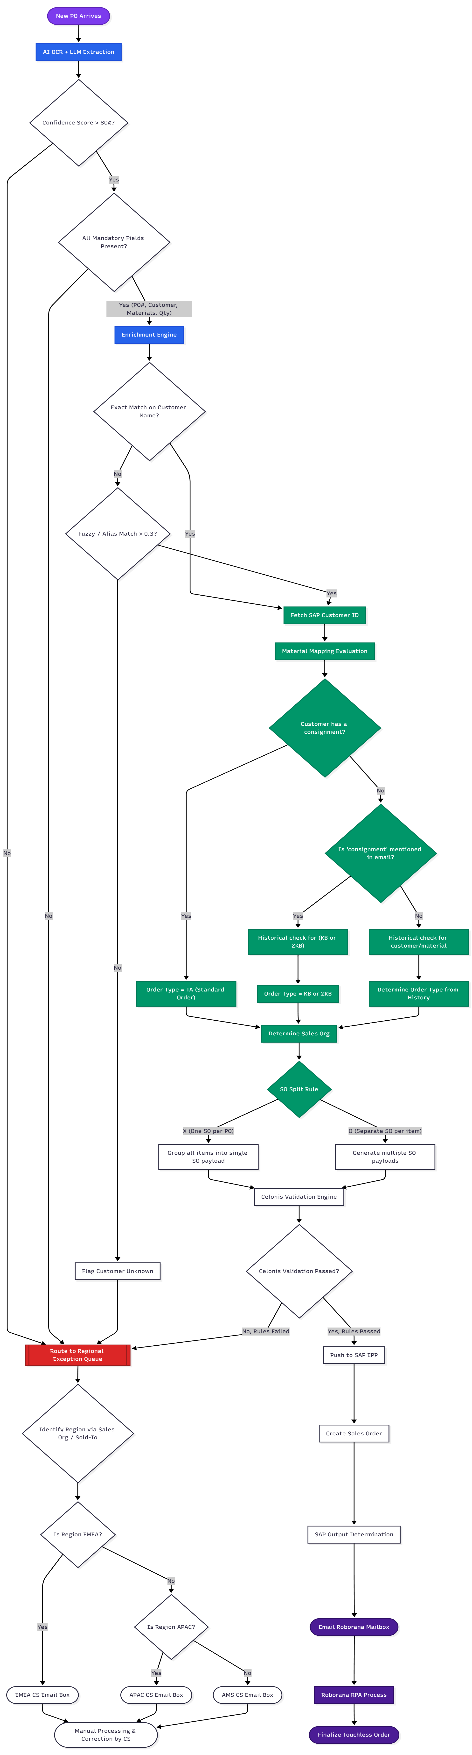 New PO Arrives
AI OCR + LLM Extraction
Confidence Score > 80%?
Yes
All Mandatory Fields
Present?
Yes (PO#, Customer,
Materials, Qty)
Enrichment Engine
Exact Match on Customer
Name?
No
Fuzzy / Alias Match > 0.3?
Yes
Yes
Fetch SAP Customer ID
Material Mapping Evaluation
Customer has a
consignment?
No
No
Is 'consignment' mentioned
in email?
Yes
No
Yes
No
Historical check for (KB or
ZKB)
Historical check for
customer/material
No
Order Type = TA (Standard
Order)
Order Type = KB or ZKB
Determine Order Type from
History
Determine Sales Org
SO Split Rule
X (One SO per PO)
(Separate SO per item)
Group all items into single
SO payload
Generate multiple SO
payloads
Celonis Validation Engine
Flag Customer Unknown
Celonis Validation Passed?
No, Rules Failed
Yes, Rules Passed
Route to Regional
Exception Queue
Push to SAP
Identify Region via Sales
Org / Sold-To
Create Sales Order
Is Region EMEA?
SAP Output Determination
No
Yes
Is Region APAC?
Email Roborana Mailbox
Yes
No
EMEA CS Email Box
APAC CS Email Box
AMS CS Email Box
Roborana RPA Process
Manual Processing &
Correction by CS
Finalize Touchless Order